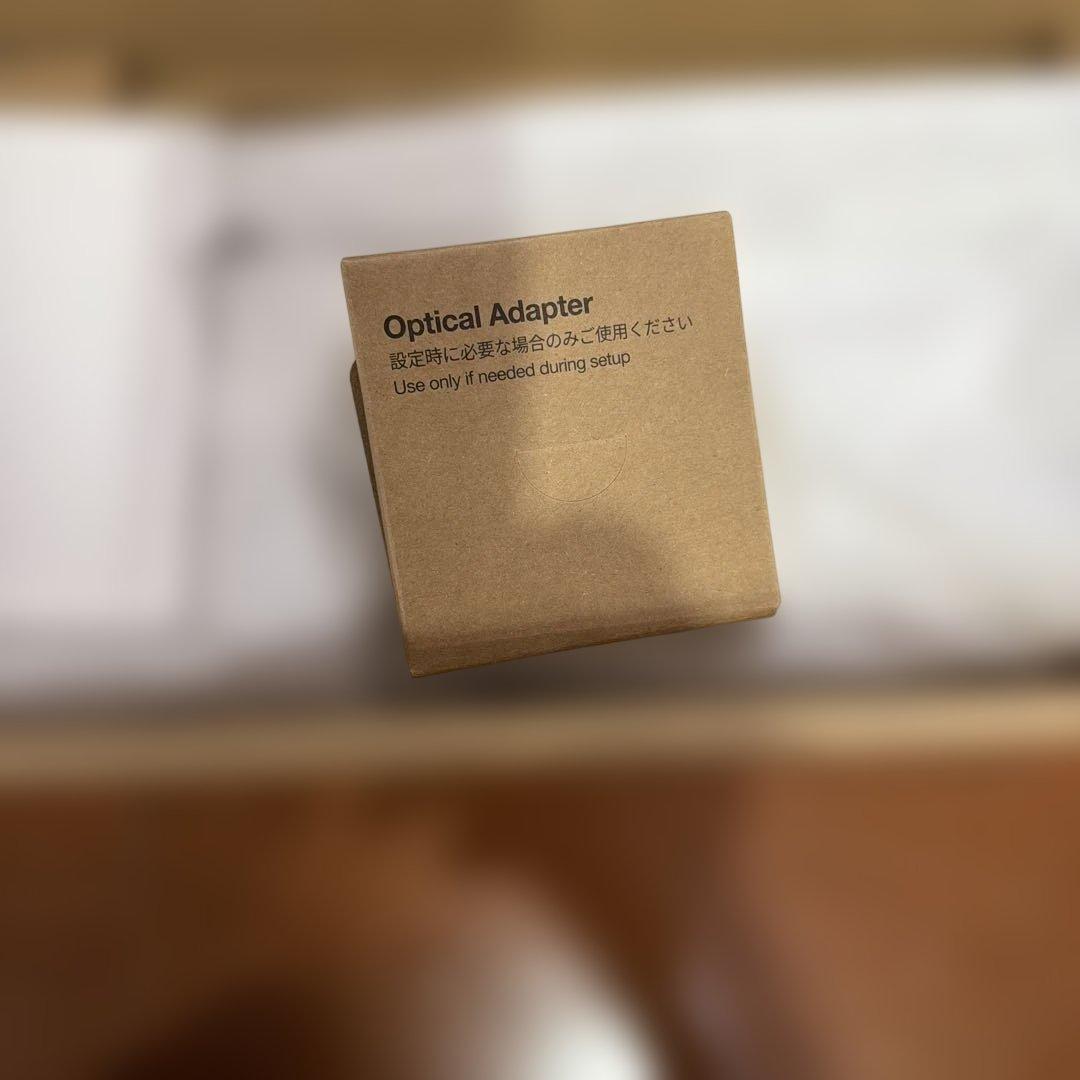 Optical Adapter
設定時に必要な場合のみご使用ください
Use only if needed during setup